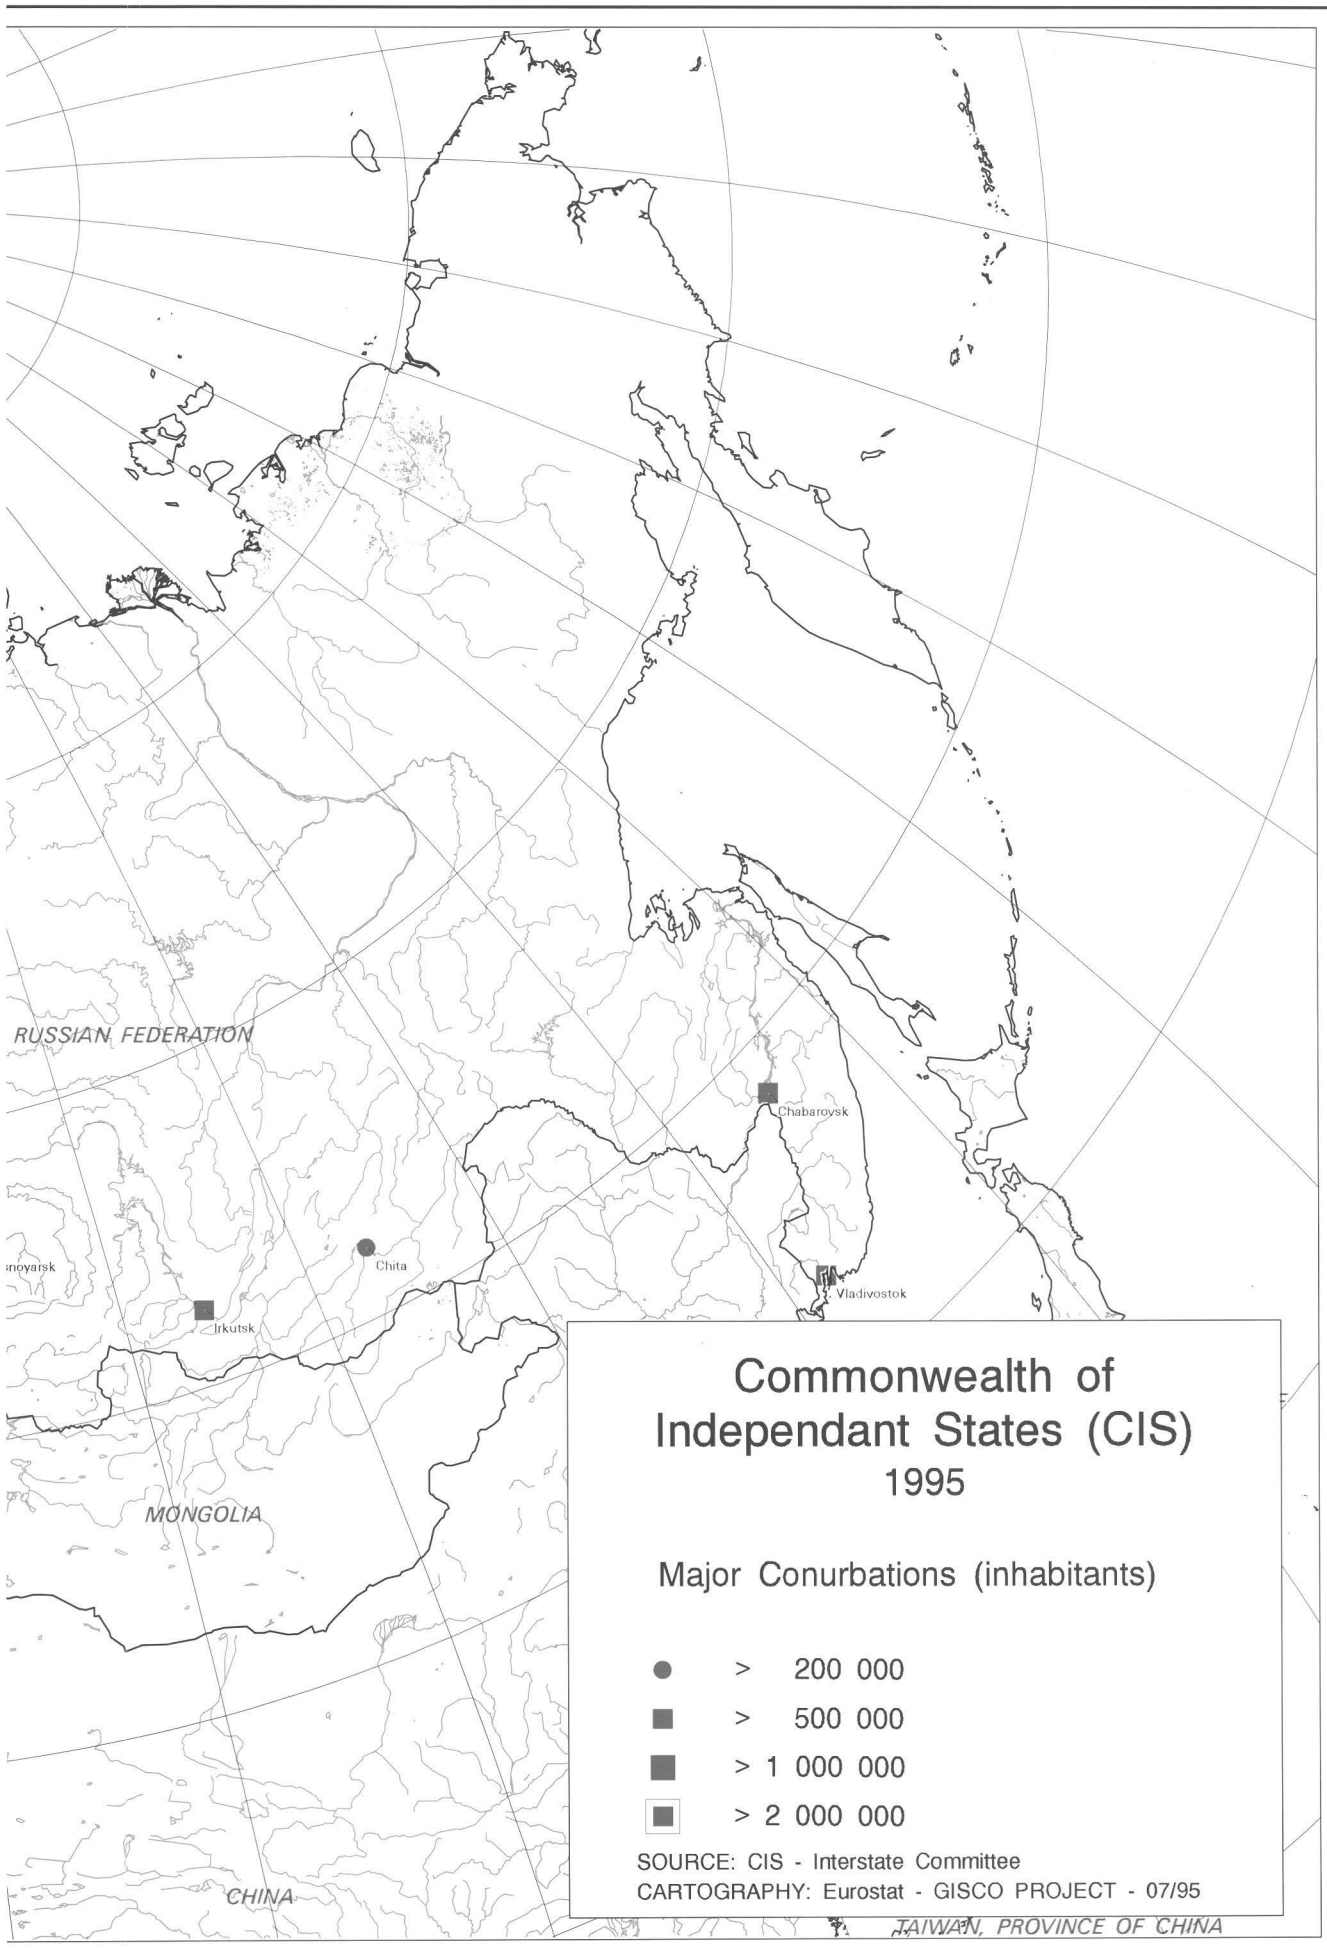 RUSSIAN FEDERATION
Chabarovsk
Chita
snoyarsk
Vladivostok
Irkutsk
Commonwealth of
Independant States (CIS)
1995
MONGOLIA
Major Conurbations (inhabitants)
> 200 000
> 500 000
> 1 000 000
> 2 000 000
SOURCE: CIS - Interstate Committee
CARTOGRAPHY: Eurostat - GISCO PROJECT - 07/95
CHINA
TAIWAN, PROVINCE OF CHINA